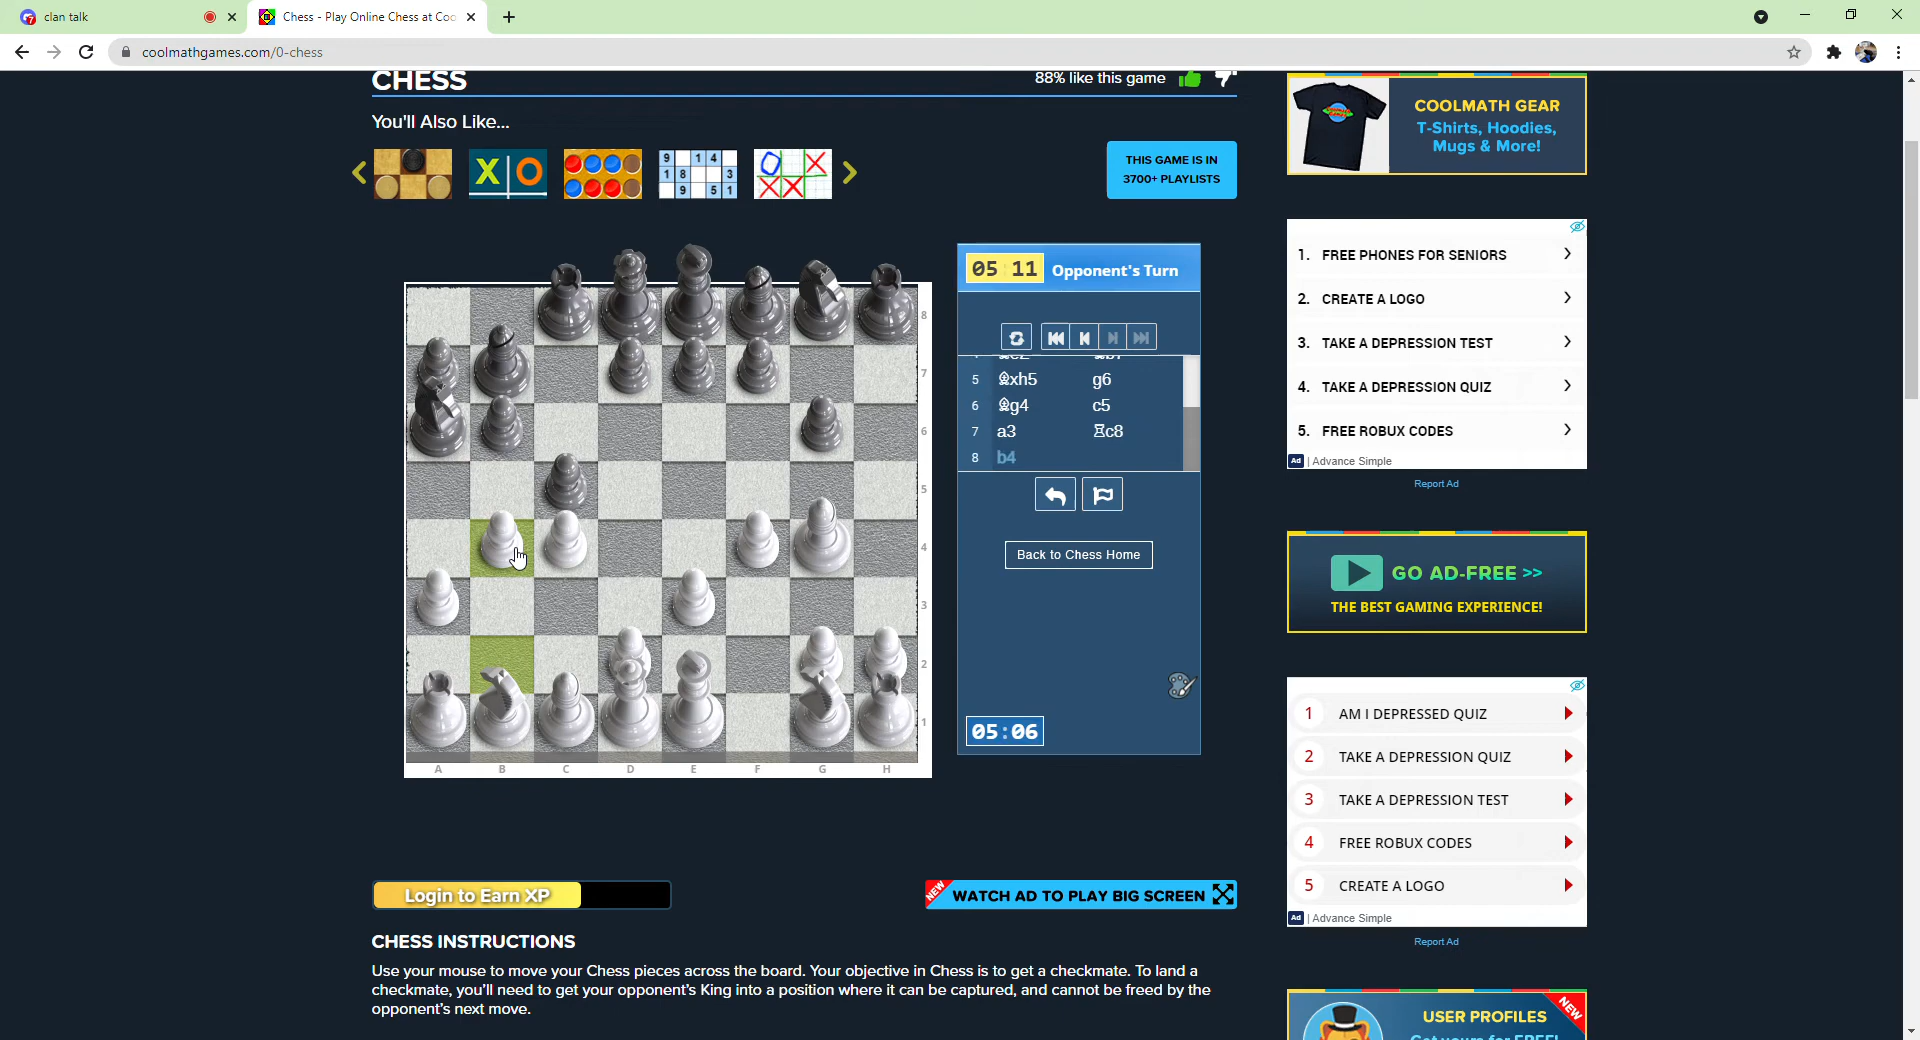 clan talk
Chess - Play Online Chess at Coo
coolmathgames.com/0-chess
CHESS
88% like this game
You'll Also Like...
THIS GAME IS IN
3700+ PLAYLISTS
05 11 Opponent's Turn
5 xh5 g6
6 g4 c5
7 a3 c8
8 b4
Back to Chess Home
05:06
8
7
6
5
4
3
2
1
A B C D E F G H
Login to Earn XP
NEW
WATCH AD TO PLAY BIG SCREEN
CHESS INSTRUCTIONS
Use your mouse to move your Chess pieces across the board. Your objective in Chess is to get a checkmate. To land a
checkmate, you'll need to get your opponent's King into a position where it can be captured, and cannot be freed by the
opponent's next move.
COOLMATH GEAR
T-Shirts, Hoodies,
Mugs & More!
1. FREE PHONES FOR SENIORS
2. CREATE A LOGO
3. TAKE A DEPRESSION TEST
4. TAKE A DEPRESSION QUIZ
5. FREE ROBUX CODES
Ad | Advance Simple
Report Ad
GO AD-FREE >>
THE BEST GAMING EXPERIENCE!
1 AM I DEPRESSED QUIZ
2 TAKE A DEPRESSION QUIZ
3 TAKE A DEPRESSION TEST
4 FREE ROBUX CODES
5 CREATE A LOGO
Ad | Advance Simple
Report Ad
NEW
USER PROFILES